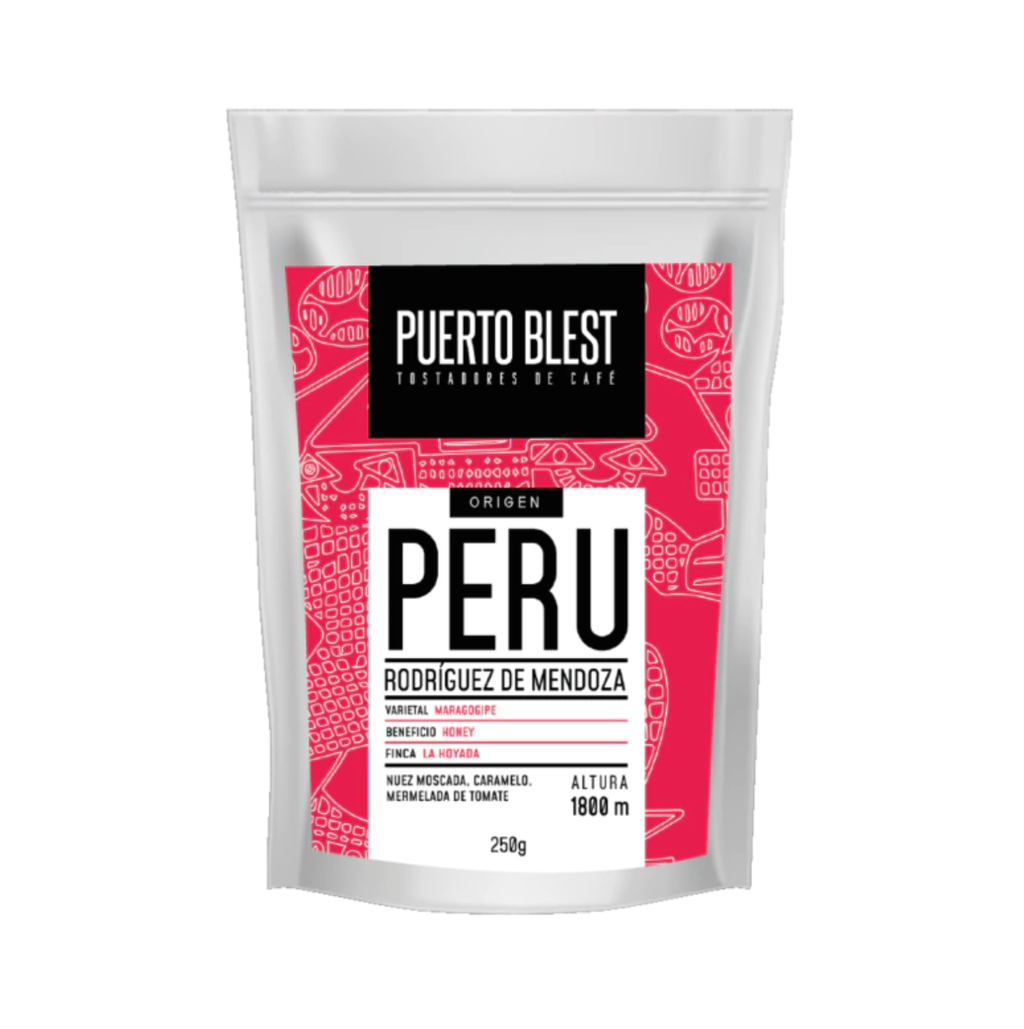 PUERTO BLEST
TOSTADORES DE CAFÉ
ORIGEN
PERU
RODRÍGUEZ DE MENDOZA
VARIETAL MARAGOGIPE
BENEFICIO HONEY
FINCA LA HOYADA
NUEZ MOSCADA, CARAMELO.
MERMELADA DE TOMATE
ALTURA
1800 m
250g